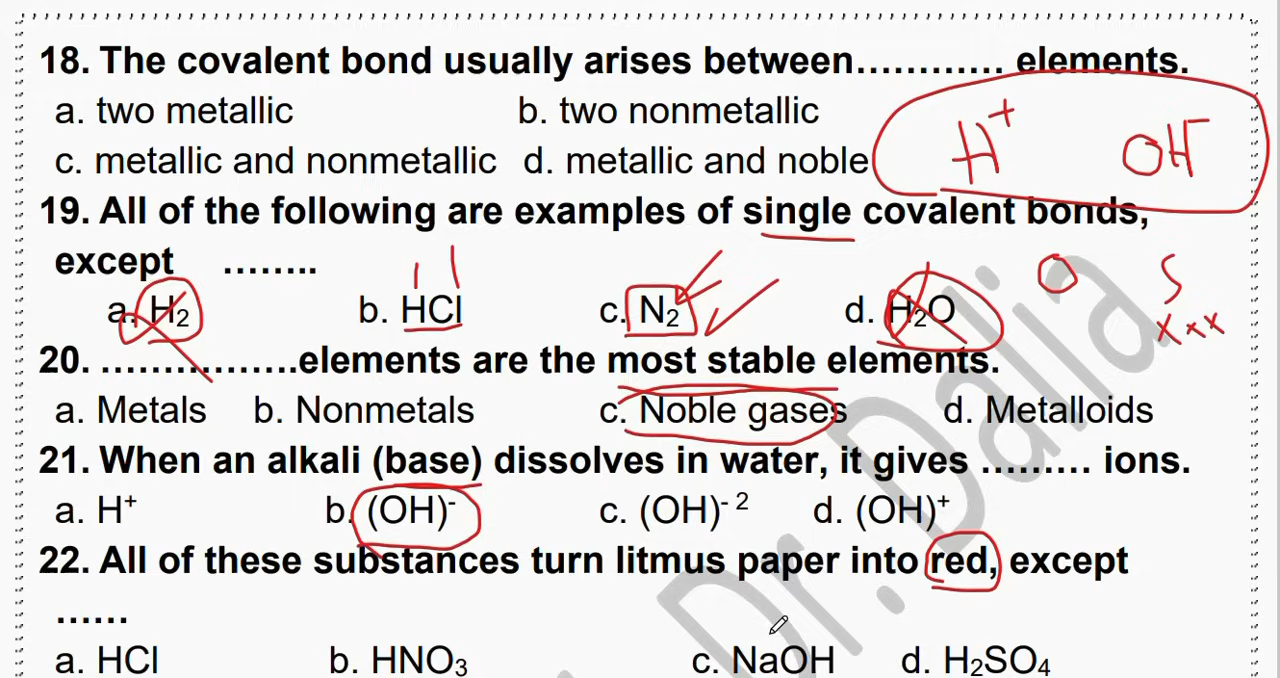 18. The covalent bond usually arises between………… elements.
a. two metallic b. two nonmetallic
c. metallic and nonmetallic d. metallic and noble
H⁺ OH⁻
19. All of the following are examples of single covalent bonds,
except ……..
a. H₂ b. HCl c. N₂ d. H₂O
O S
x x x
20. …………….elements are the most stable elements.
a. Metals b. Nonmetals c. Noble gases d. Metalloids
21. When an alkali (base) dissolves in water, it gives ……… ions.
a. H⁺ b. (OH)⁻ c. (OH)⁻ ² d. (OH)⁺
22. All of these substances turn litmus paper into red, except
……
a. HCl b. HNO₃ c. NaOH d. H₂SO₄
Dr. Dalia